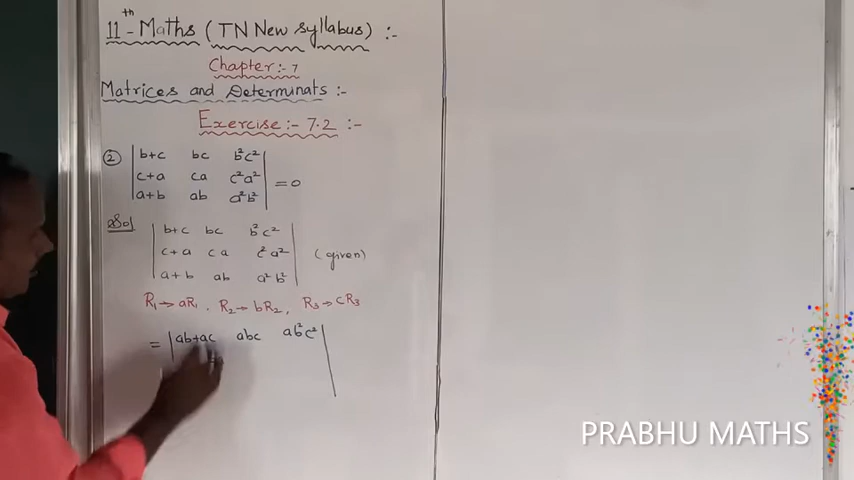 11th - Maths (TN New syllabus) :-
Chapter :- 7
Matrices and Determinats :-
Exercise :- 7.2 :-
② | b+c bc b²c² |
| c+a ca c²a² | = 0
| a+b ab a²b² |
Sol
| b+c bc b²c² |
| c+a ca c²a² | (given)
| a+b ab a²b² |
R₁→aR₁, R₂→bR₂, R₃→cR₃
= | ab+ac abc ab²c² |
PRABHU MATHS